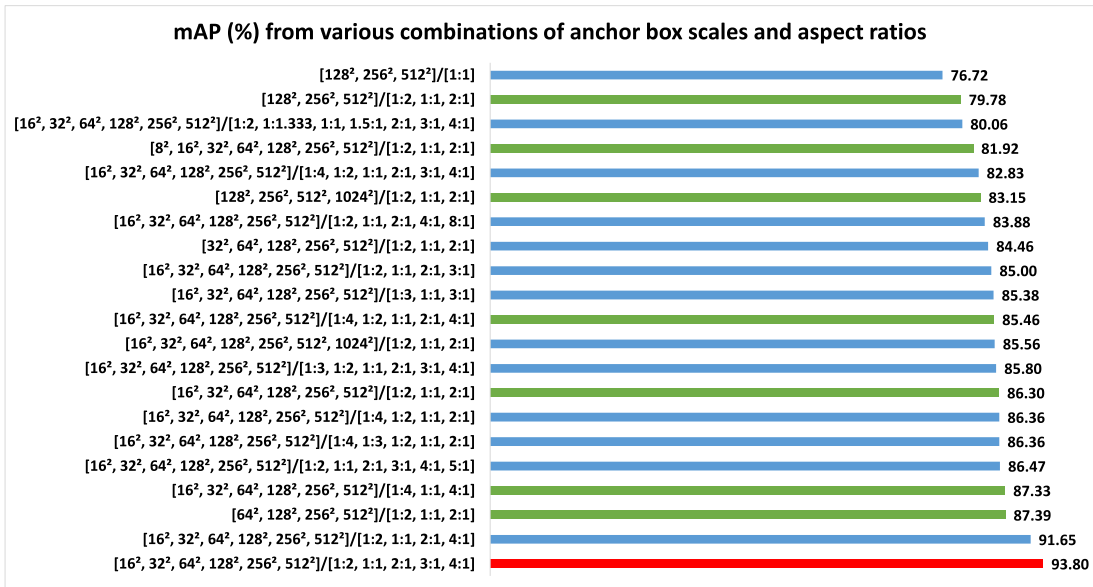 mAP (%) from various combinations of anchor box scales and aspect ratios
[128², 256², 512²]/[1:1] 76.72
[128², 256², 512²]/[1:2, 1:1, 2:1] 79.78
[16², 32², 64², 128², 256², 512²]/[1:2, 1:1.333, 1:1, 1.5:1, 2:1, 3:1, 4:1] 80.06
[8², 16², 32², 64², 128², 256², 512²]/[1:2, 1:1, 2:1] 81.92
[16², 32², 64², 128², 256², 512²]/[1:4, 1:2, 1:1, 2:1, 3:1, 4:1] 82.83
[128², 256², 512², 1024²]/[1:2, 1:1, 2:1] 83.15
[16², 32², 64², 128², 256², 512²]/[1:2, 1:1, 2:1, 4:1, 8:1] 83.88
[32², 64², 128², 256², 512²]/[1:2, 1:1, 2:1] 84.46
[16², 32², 64², 128², 256², 512²]/[1:2, 1:1, 2:1, 3:1] 85.00
[16², 32², 64², 128², 256², 512²]/[1:3, 1:1, 3:1] 85.38
[16², 32², 64², 128², 256², 512²]/[1:4, 1:2, 1:1, 2:1, 4:1] 85.46
[16², 32², 64², 128², 256², 512², 1024²]/[1:2, 1:1, 2:1] 85.56
[16², 32², 64², 128², 256², 512²]/[1:3, 1:2, 1:1, 2:1, 3:1, 4:1] 85.80
[16², 32², 64², 128², 256², 512²]/[1:2, 1:1, 2:1] 86.30
[16², 32², 64², 128², 256², 512²]/[1:4, 1:2, 1:1, 2:1] 86.36
[16², 32², 64², 128², 256², 512²]/[1:4, 1:3, 1:2, 1:1, 2:1] 86.36
[16², 32², 64², 128², 256², 512²]/[1:2, 1:1, 2:1, 3:1, 4:1, 5:1] 86.47
[16², 32², 64², 128², 256², 512²]/[1:4, 1:1, 4:1] 87.33
[64², 128², 256², 512²]/[1:2, 1:1, 2:1] 87.39
[16², 32², 64², 128², 256², 512²]/[1:2, 1:1, 2:1, 4:1] 91.65
[16², 32², 64², 128², 256², 512²]/[1:2, 1:1, 2:1, 3:1, 4:1] 93.80